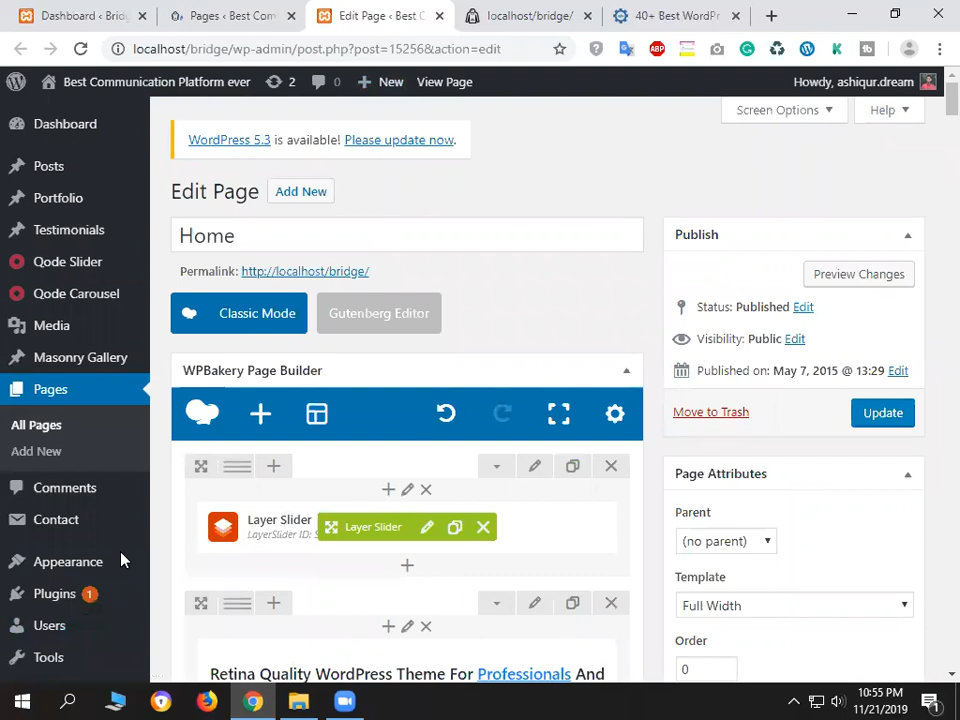 Dashboard ‹ Bridg
Pages ‹ Best Com
Edit Page ‹ Best C
localhost/bridge/
40+ Best WordPr
localhost/bridge/wp-admin/post.php?post=15256&action=edit
Best Communication Platform ever
2
0
New
View Page
Howdy, ashiqur.dream
Dashboard
Posts
Portfolio
Testimonials
Qode Slider
Qode Carousel
Media
Masonry Gallery
Pages
All Pages
Add New
Comments
Contact
Appearance
Plugins 1
Users
Tools
Screen Options
Help
WordPress 5.3 is available! Please update now.
Edit Page
Add New
Home
Permalink: http://localhost/bridge/
Classic Mode
Gutenberg Editor
WPBakery Page Builder
Layer Slider
LayerSlider ID:
Layer Slider
Retina Quality WordPress Theme For Professionals And
Publish
Preview Changes
Status: Published Edit
Visibility: Public Edit
Published on: May 7, 2015 @ 13:29 Edit
Move to Trash
Update
Page Attributes
Parent
(no parent)
Template
Full Width
Order
0
10:55 PM
11/21/2019
1